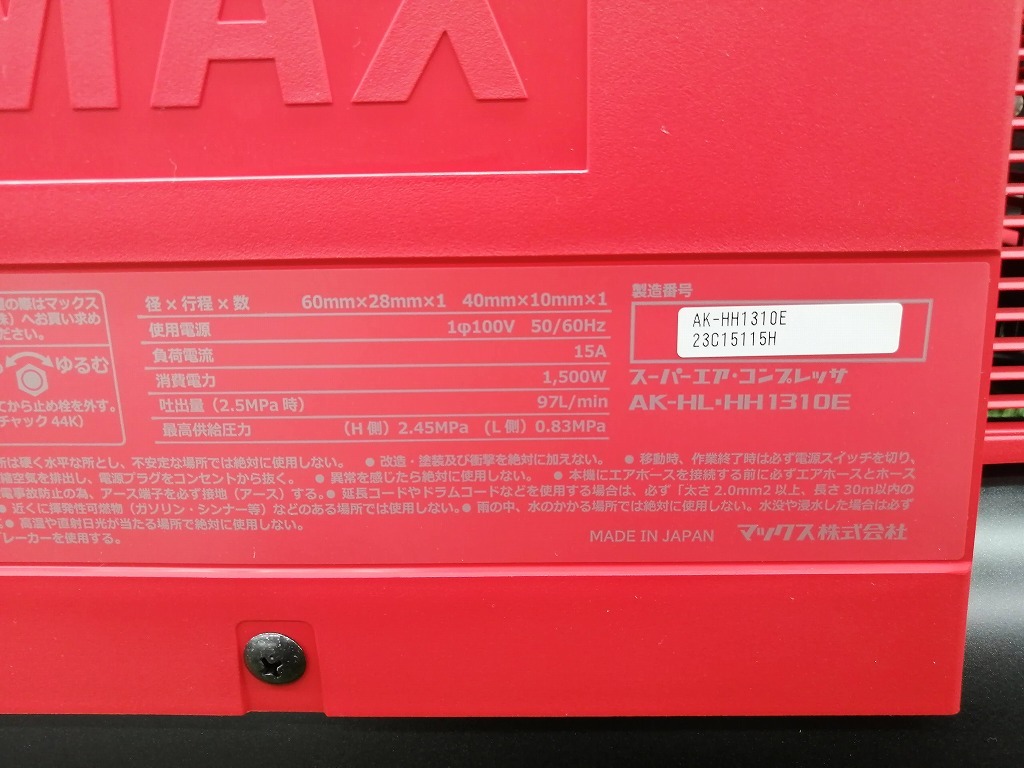 MAX
の際はマックス
へお買い求め
ださい。
ゆるむ
てから止め栓を外す。
チャック 44K)
径×行程×数 60mm×28mm×1 40mm×10mm×1
使用電源 1φ100V 50/60Hz
負荷電流 15A
消費電力 1,500W
吐出量(2.5MPa 時) 97L/min
最高供給圧力 (H 側) 2.45MPa (L 側) 0.83MPa
製造番号
AK-HH1310E
23C15115H
スーパーエア・コンプレッサ
AK-HL・HH1310E
所は硬く水平な所とし、不安定な場所では絶対に使用しない。 ● 改造・塗装及び衝撃を絶対に加えない。 ● 移動時、作業終了時は必ず電源スイッチを切り、
縮空気を排出し、電源プラグをコンセントから抜く。 ● 異常を感じたら絶対に使用しない。 ● 本機にエアホースを接続する前に必ずエアホースとホース
電事故防止の為、アース端子を必ず接地(アース)する。● 延長コードやドラムコードなどを使用する場合は、必ず「太さ 2.0mm2 以上、長さ 30m以内の
● 近くに揮発性可燃物(ガソリン・シンナー等)などのある場所では使用しない。● 雨の中、水のかかる場所では絶対に使用しない。水没や浸水した場合は必ず
● 高温や直射日光が当たる場所で絶対に使用しない。
ブレーカーを使用する。
MADE IN JAPAN マックス株式会社